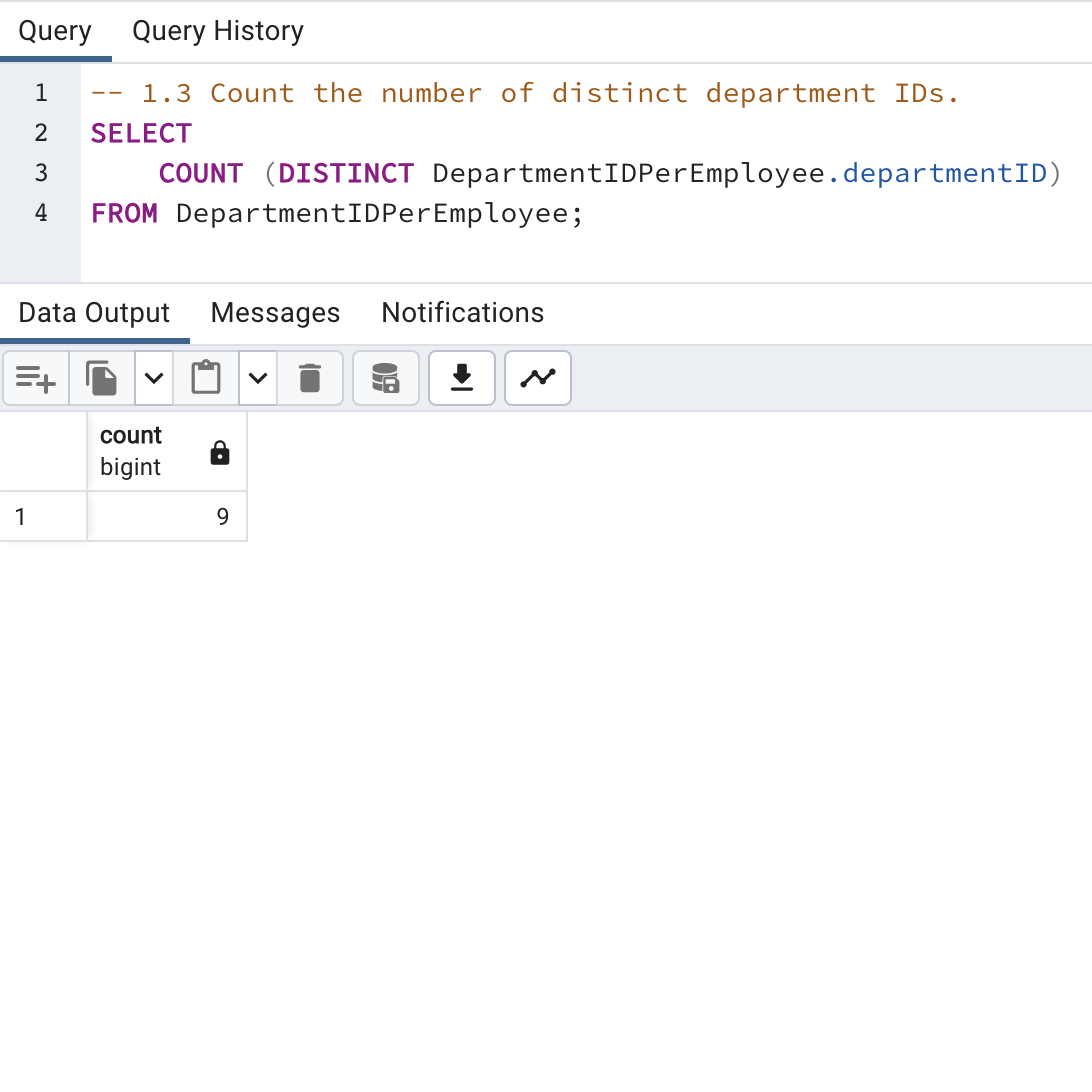 Query Query History
1 -- 1.3 Count the number of distinct department IDs.
2 SELECT
3 COUNT (DISTINCT DepartmentIDPerEmployee.departmentID)
4 FROM DepartmentIDPerEmployee;
Data Output Messages Notifications
count
bigint
1 9